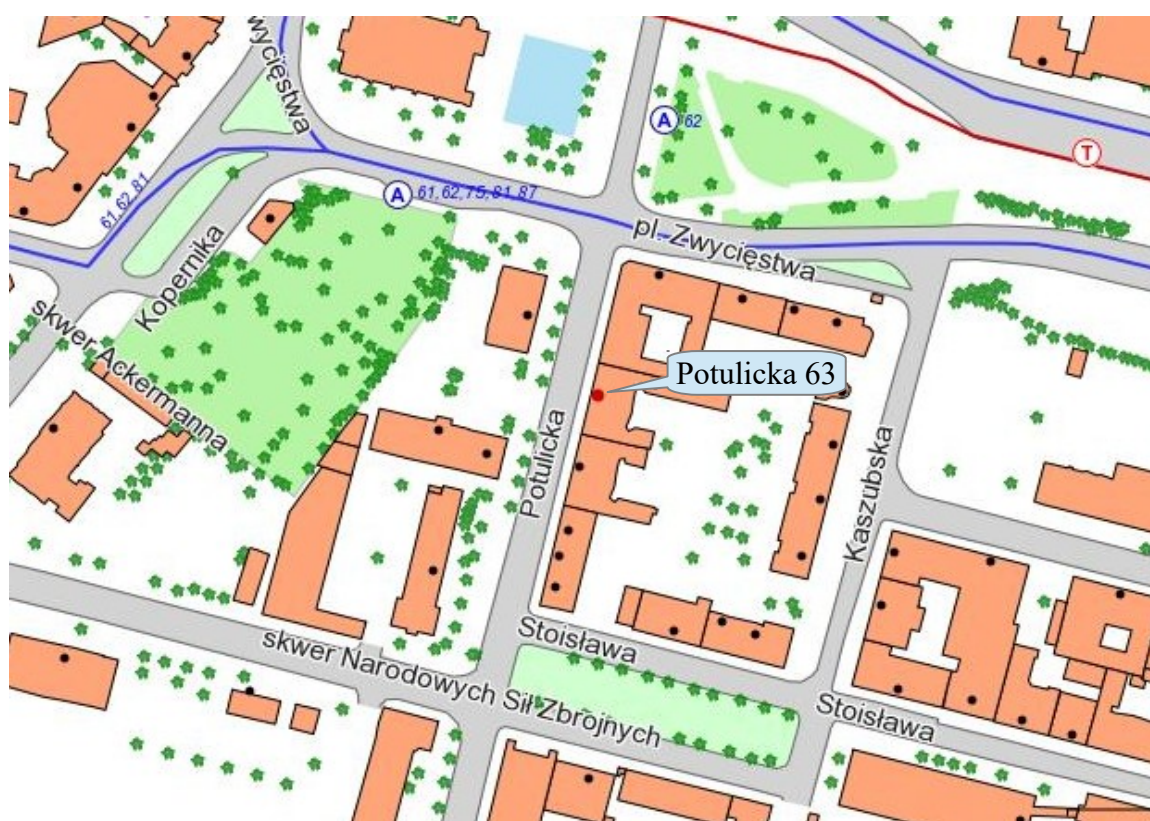 wycięstwa
A 62
T
61, 62, 81
A 61, 62, 75, 81, 87
pl. Zwycięstwa
Kopernika
skwer Ackermanna
Potulicka 63
Potulicka
Kaszubska
Stoisława
skwer Narodowych Sił Zbrojnych
Stoisława